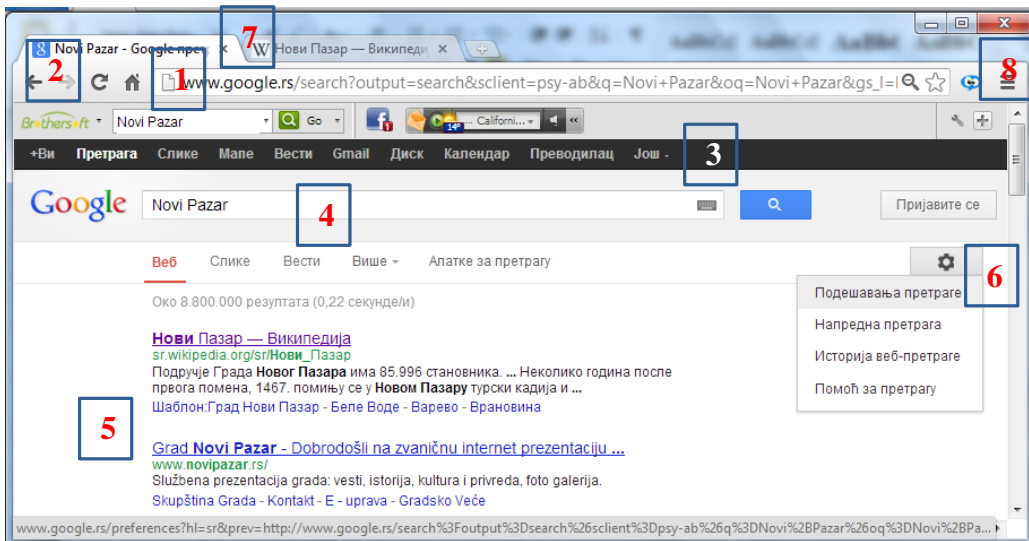 7
Novi Pazar - Google прет
Нови Пазар — Википеди
2
1
8
www.google.rs/search?output=search&sclient=psy-ab&q=Novi+Pazar&oq=Novi+Pazar&gs_l=
Brothersoft
Novi Pazar
Go
1
14°
... Californi...
3
+Ви Претрага Слике Мапе Вести Gmail Диск Календар Преводилац Још
Google
Novi Pazar
4
Пријавите се
Веб Слике Вести Више Алатке за претрагу
6
Око 8.800.000 резултата (0,22 секунде/и)
Подешавања претраге
Напредна претрага
Историја веб-претраге
Помоћ за претрагу
Нови Пазар — Википедија
sr.wikipedia.org/sr/Нови_Пазар
Подручје Града Новог Пазара има 85.996 становника. ... Неколико година после
првога помена, 1467. помињу се у Новом Пазару турски кадија и ...
Шаблон:Град Нови Пазар - Беле Воде - Варево - Врановина
5
Grad Novi Pazar - Dobrodošli na zvaničnu internet prezentaciju ...
www.novipazar.rs/
Službena prezentacija grada: vesti, istorija, kultura i privreda, foto galerija.
Skupština Grada - Kontakt - E - uprava - Gradsko Veće
www.google.rs/preferences?hl=sr&prev=http://www.google.rs/search%3Foutput%3Dsearch%26sclient%3Dpsy-ab%26q%3DNovi%2BPazar%26oq%3DNovi%2BPa...